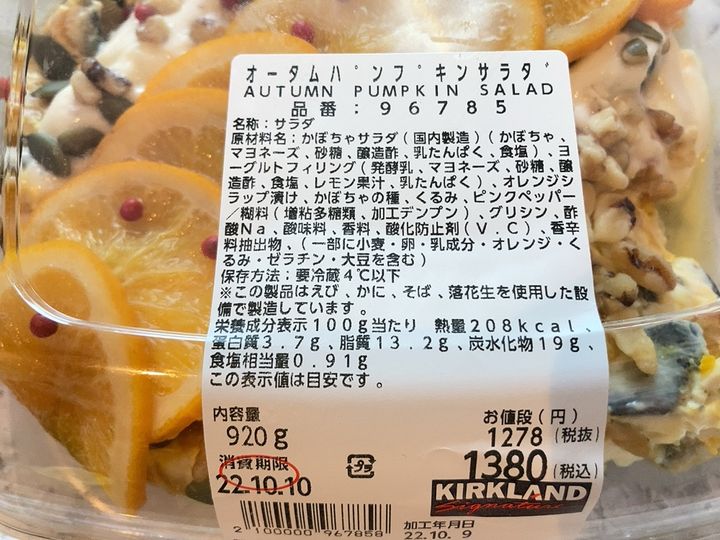 オータムパンプキンサラダ
AUTUMN PUMPKIN SALAD
品番:96785
名称:サラダ
原材料名:かぼちゃサラダ(国内製造)(かぼちゃ、
マヨネーズ、砂糖、醸造酢、乳たんぱく、食塩)、ヨ
ーグルトフィリング(発酵乳、マヨネーズ、砂糖、醸
造酢、食塩、レモン果汁、乳たんぱく)、オレンジシ
ラップ漬け、かぼちゃの種、くるみ、ピンクペッパー
/糊料(増粘多糖類、加工デンプン)、グリシン、酢
酸Na、酸味料、香料、酸化防止剤(V.C)、香辛
料抽出物、(一部に小麦・卵・乳成分・オレンジ・く
るみ・ゼラチン・大豆を含む)
保存方法:要冷蔵4℃以下
※この製品はえび、かに、そば、落花生を使用した設
備で製造しています。
栄養成分表示100g当たり 熱量208kcal、
蛋白質3.7g、脂質13.2g、炭水化物19g、
食塩相当量0.91g
この表示値は目安です。
内容量 お値段(円)
920g 1278(税抜)
消費期限 1380(税込)
22.10.10 プラ KIRKLAND
Signature
2 100000 967858 加工年月日
22.10. 9